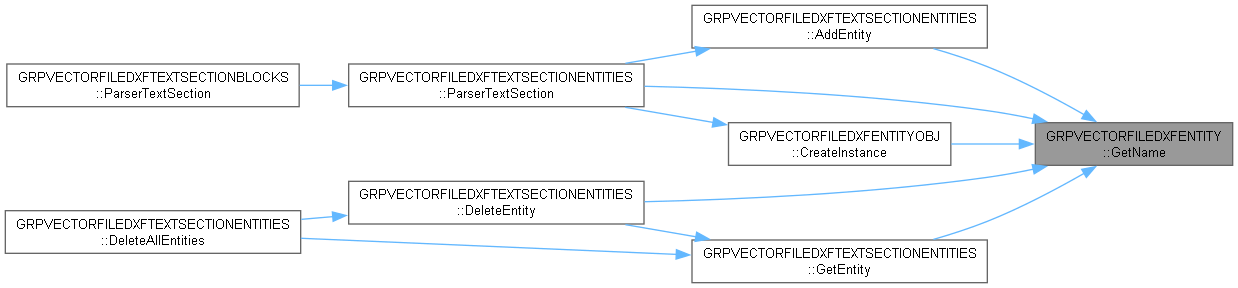 GRPVECTORFILEDXFTEXTSECTIONENTITIES
::AddEntity
GRPVECTORFILEDXFTEXTSECTIONBLOCKS
::ParserTextSection
GRPVECTORFILEDXFTEXTSECTIONENTITIES
::ParserTextSection
GRPVECTORFILEDXFENTITYOBJ
::CreateInstance
GRPVECTORFILEDXFENTITY
::GetName
GRPVECTORFILEDXFTEXTSECTIONENTITIES
::DeleteEntity
GRPVECTORFILEDXFTEXTSECTIONENTITIES
::DeleteAllEntities
GRPVECTORFILEDXFTEXTSECTIONENTITIES
::GetEntity